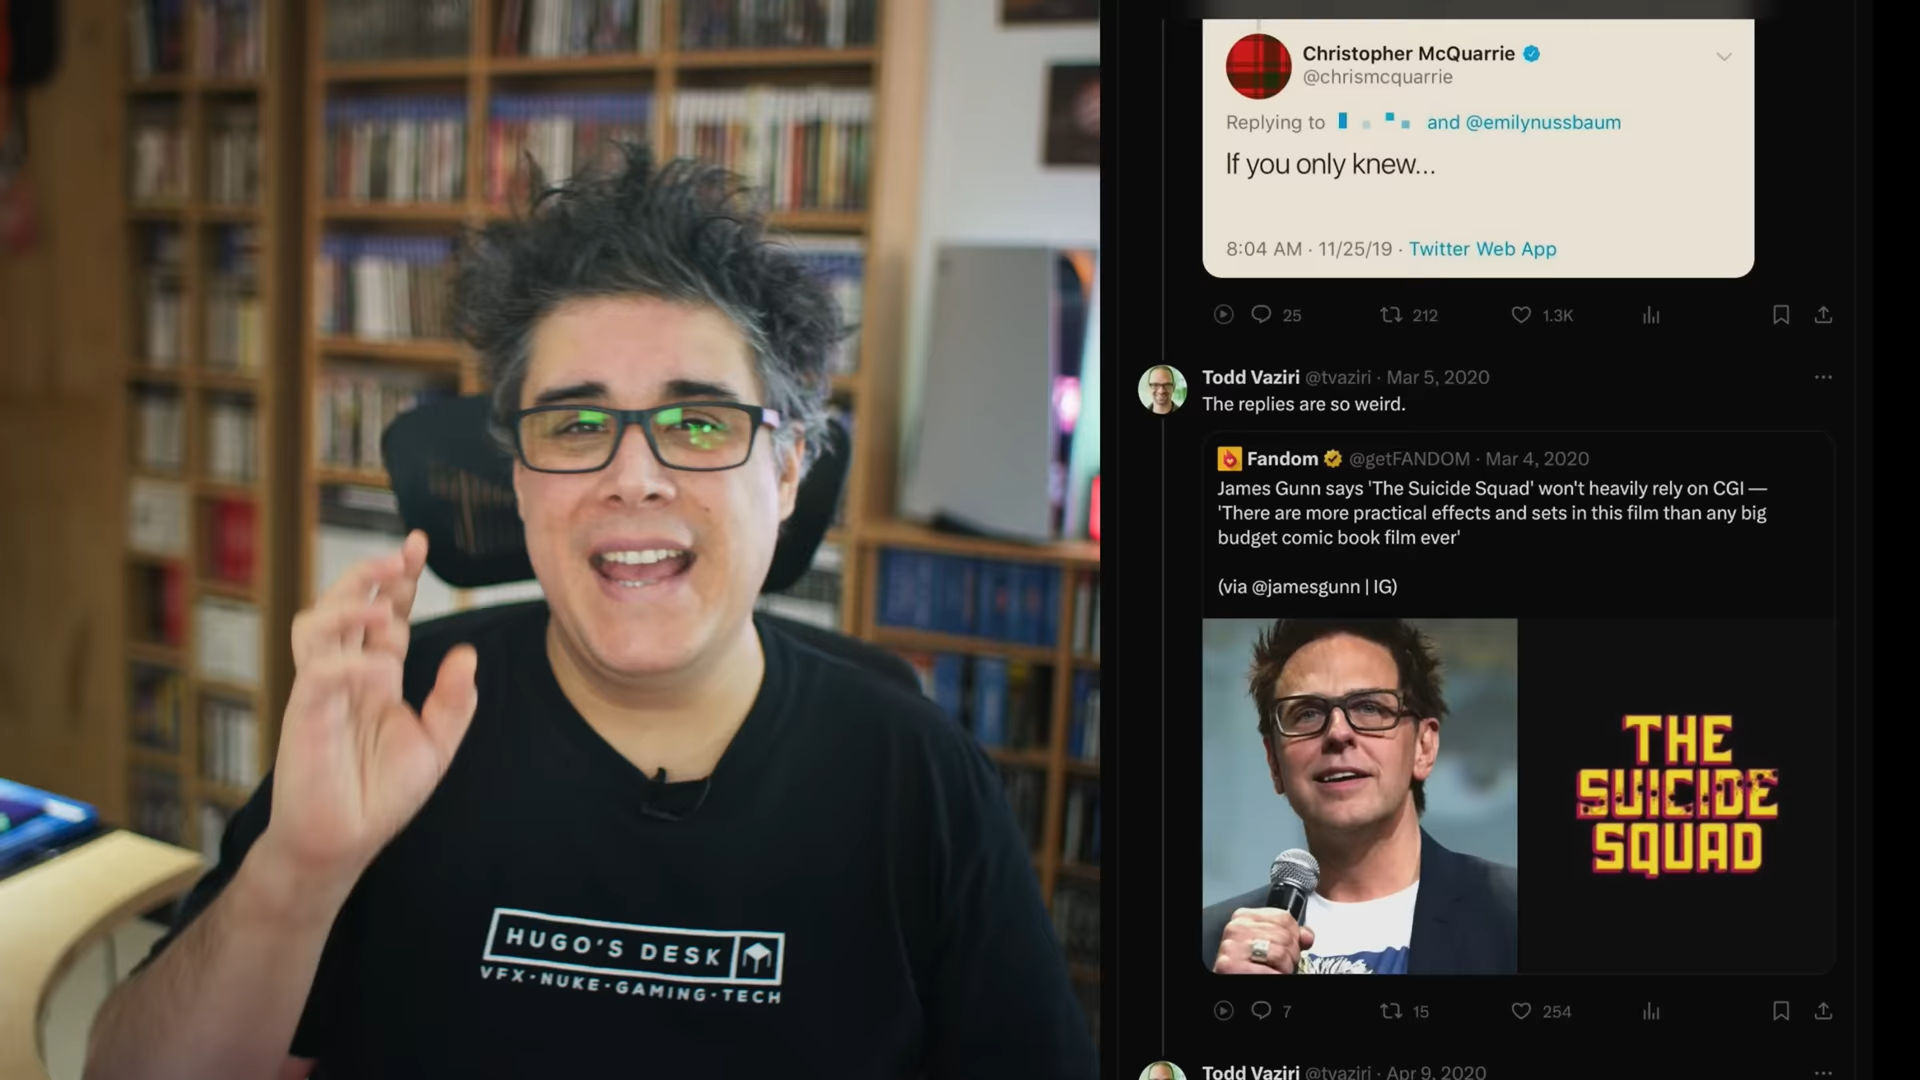 Christopher McQuarrie
@chrismcquarrie
Replying to and @emilynussbaum
If you only knew...
8:04 AM · 11/25/19 · Twitter Web App
25 212 1.3K
Todd Vaziri @tvaziri · Mar 5, 2020
The replies are so weird.
Fandom @getFANDOM · Mar 4, 2020
James Gunn says 'The Suicide Squad' won't heavily rely on CGI —
'There are more practical effects and sets in this film than any big
budget comic book film ever'
(via @jamesgunn | IG)
THE
SUICIDE
SQUAD
7 15 254
Todd Vaziri @tvaziri · Apr 9, 2020
HUGO'S DESK
VFX·NUKE·GAMING·TECH